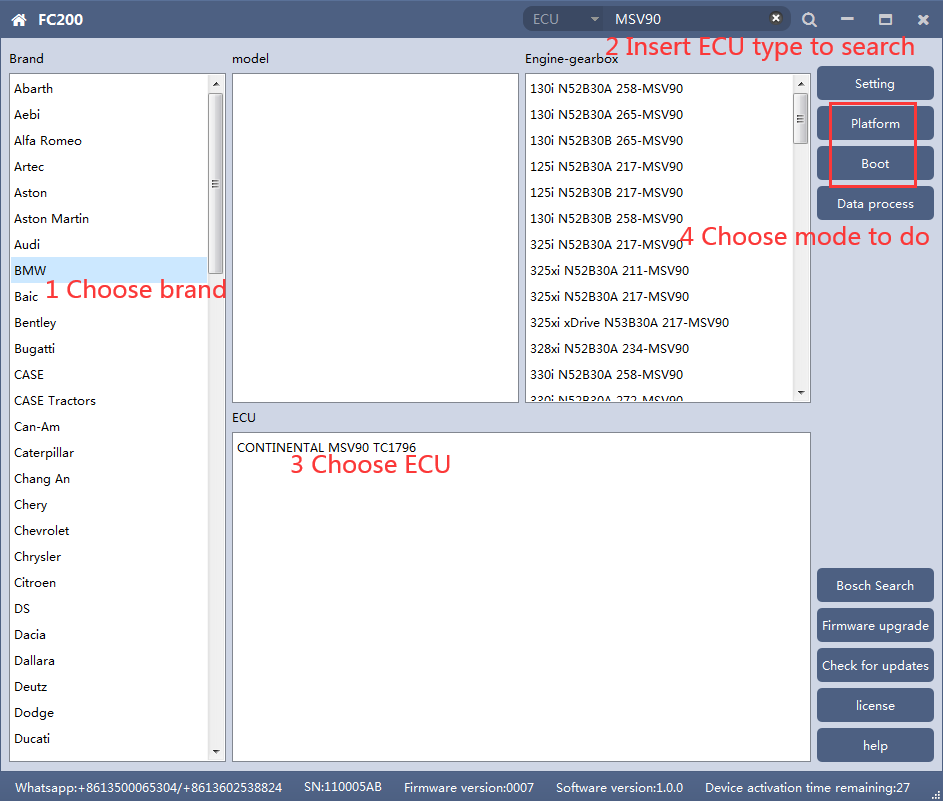 FC200
ECU
MSV90
2 Insert ECU type to search
Brand
model
Engine-gearbox
Abarth
Aebi
Alfa Romeo
Artec
Aston
Aston Martin
Audi
BMW
1 Choose brand
Baic
Bentley
Bugatti
CASE
CASE Tractors
Can-Am
Caterpillar
Chang An
Chery
Chevrolet
Chrysler
Citroen
DS
Dacia
Dallara
Deutz
Dodge
Ducati
130i N52B30A 258-MSV90
130i N52B30A 265-MSV90
130i N52B30B 265-MSV90
125i N52B30A 217-MSV90
125i N52B30B 217-MSV90
130i N52B30B 258-MSV90
325i N52B30A 217-MSV90
325xi N52B30A 211-MSV90
325xi N52B30A 217-MSV90
325xi xDrive N53B30A 217-MSV90
328xi N52B30A 234-MSV90
330i N52B30A 258-MSV90
330i N52B30A 272-MSV90
ECU
CONTINENTAL MSV90 TC1796
3 Choose ECU
Setting
Platform
Boot
Data process
4 Choose mode to do
Bosch Search
Firmware upgrade
Check for updates
license
help
Whatsapp:+8613500065304/+8613602538824 SN:110005AB Firmware version:0007 Software version:1.0.0 Device activation time remaining:27